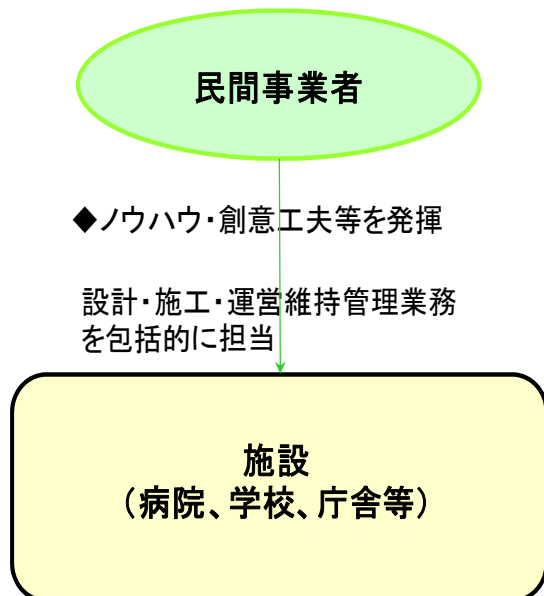 民間事業者
◆ノウハウ・創意工夫等を発揮
設計・施工・運営維持管理業務
を包括的に担当
施設
（病院、学校、庁舎等）